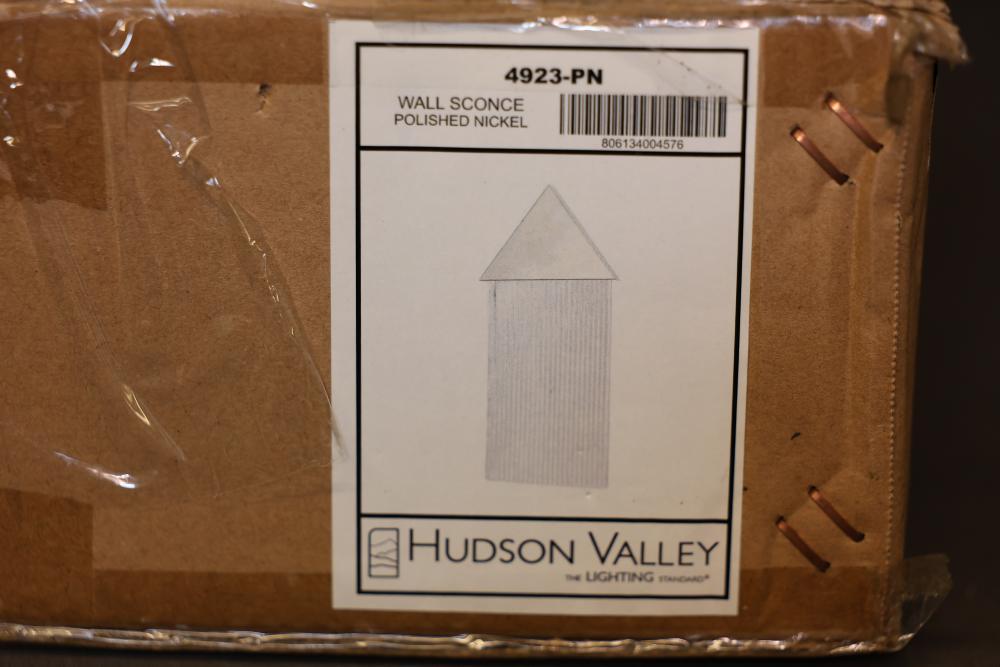 4923-PN
WALL SCONCE
POLISHED NICKEL
806134004576
HUDSON VALLEY
THE LIGHTING STANDARD®